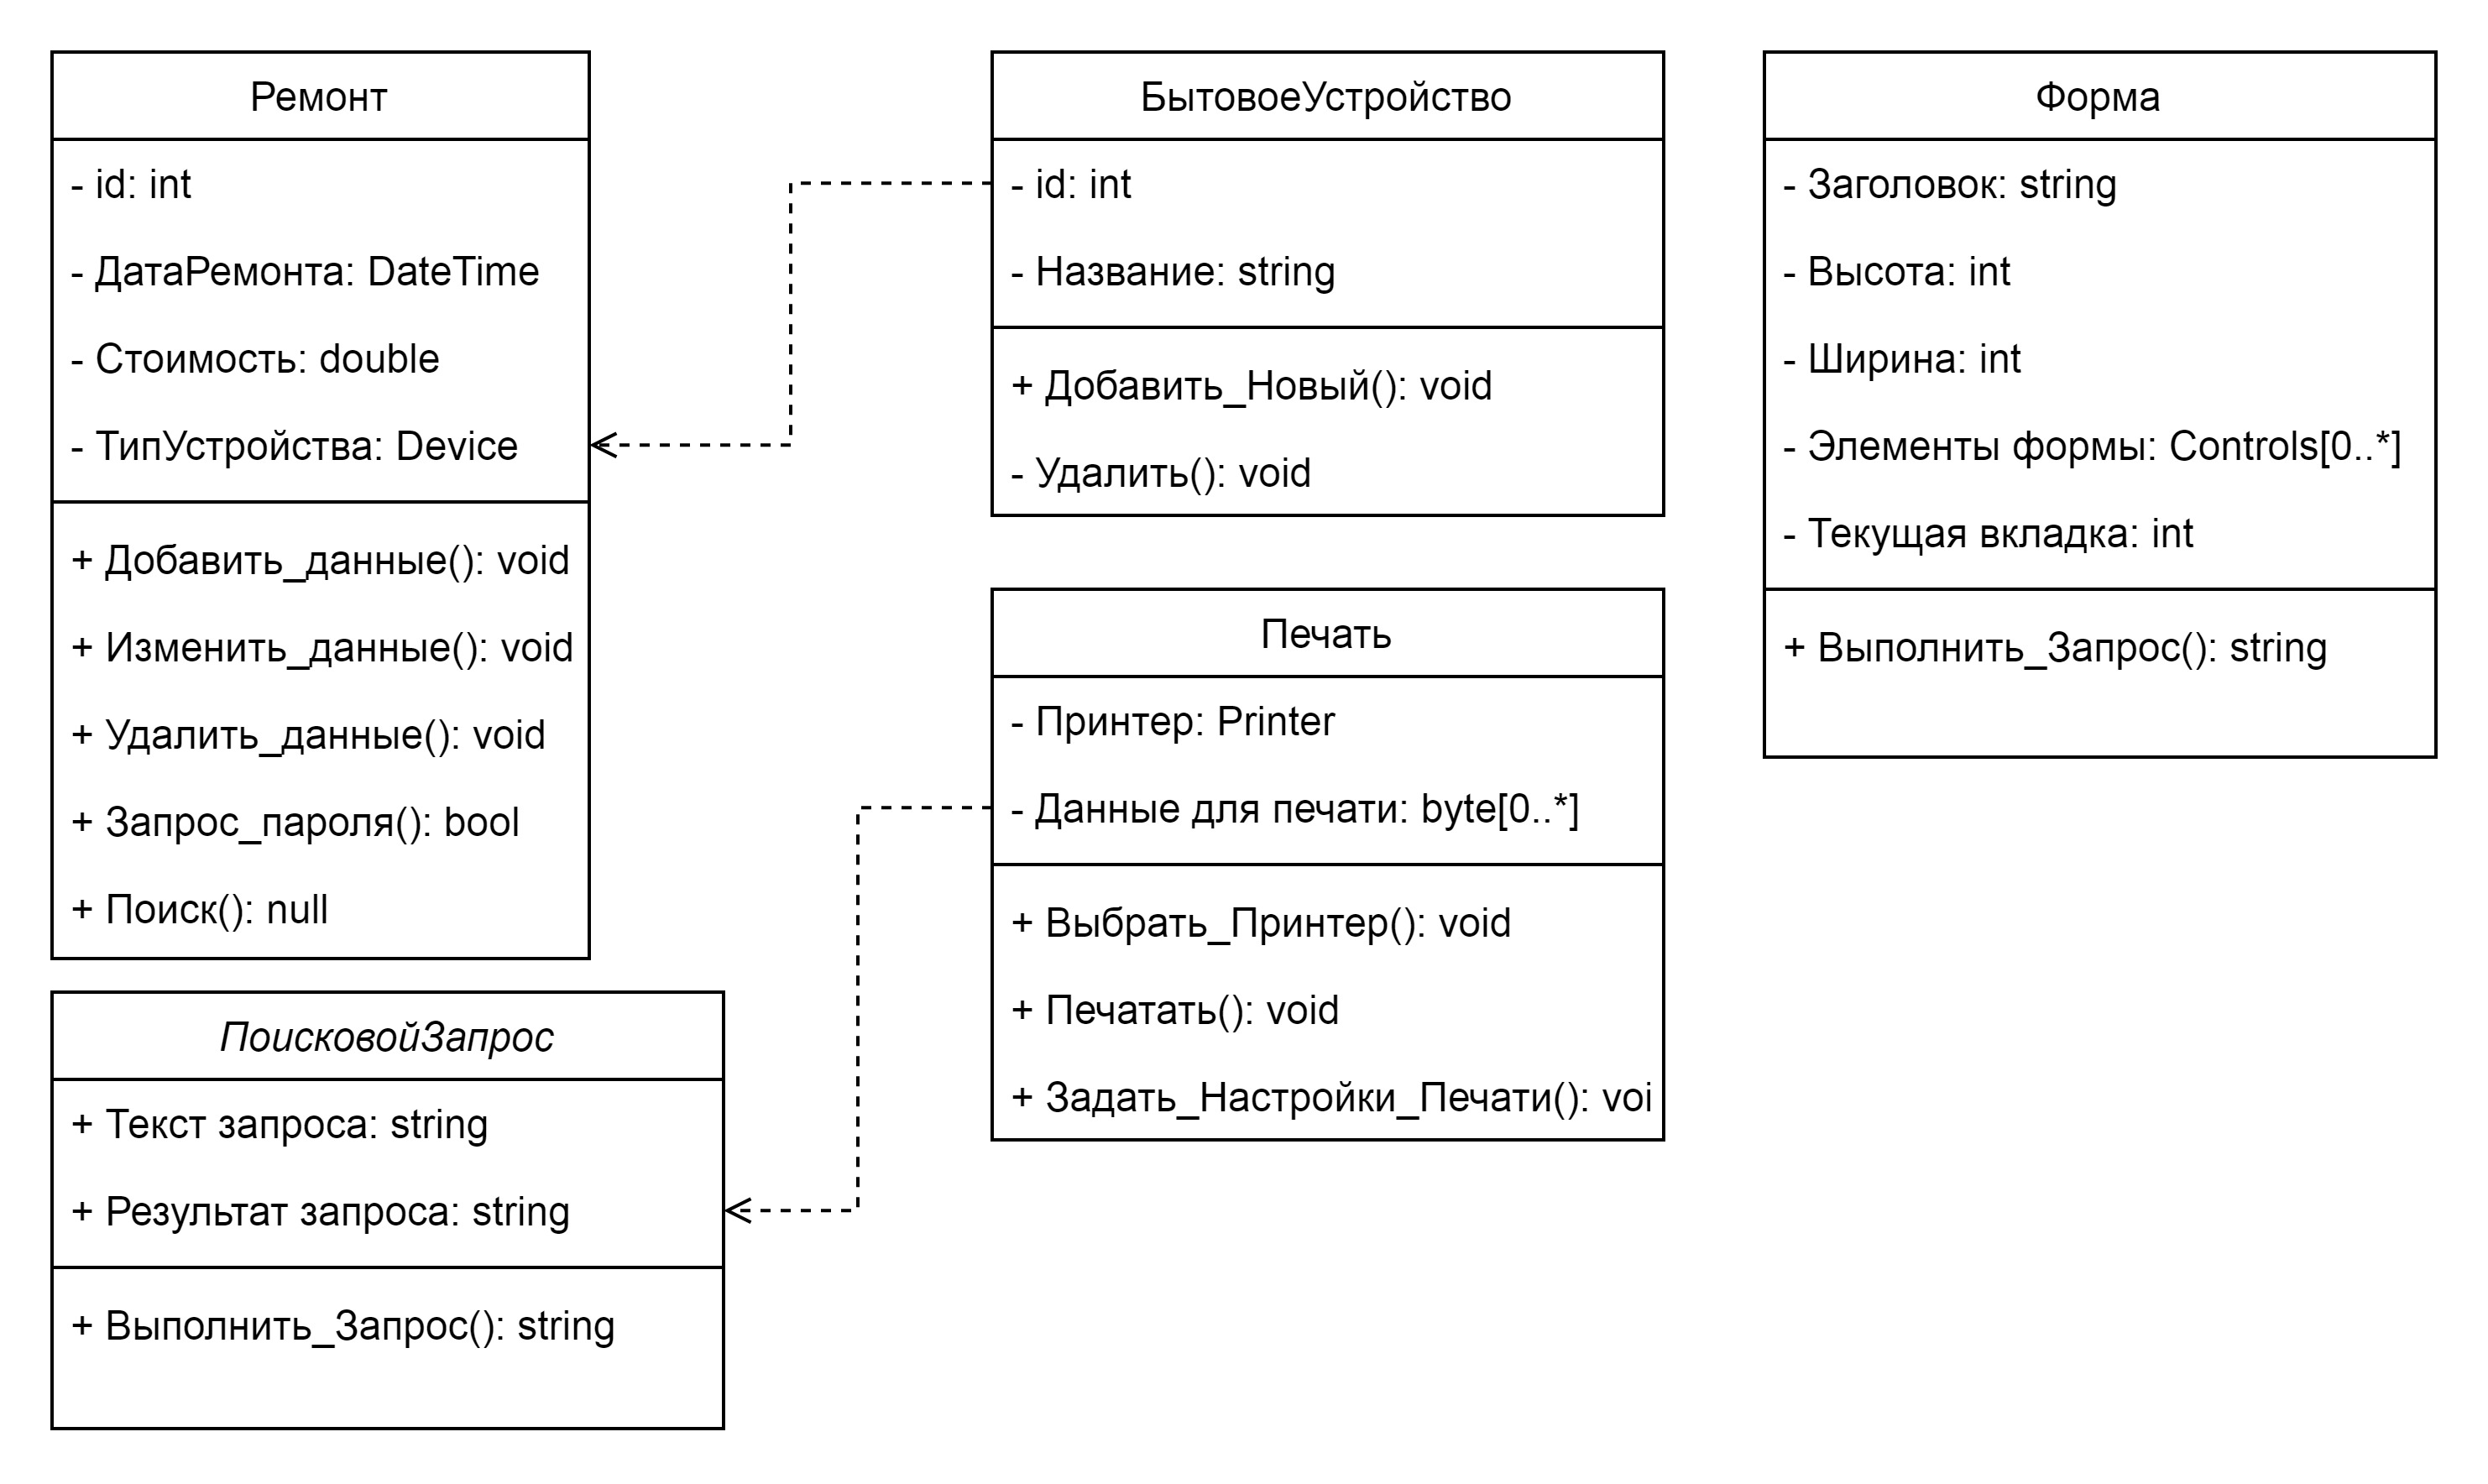 Ремонт
- id: int
- ДатаРемонта: DateTime
- Стоимость: double
- ТипУстройства: Device
+ Добавить_данные(): void
+ Изменить_данные(): void
+ Удалить_данные(): void
+ Запрос_пароля(): bool
+ Поиск(): null
ПоисковойЗапрос
+ Текст запроса: string
+ Результат запроса: string
+ Выполнить_Запрос(): string
БытовоеУстройство
- id: int
- Название: string
+ Добавить_Новый(): void
- Удалить(): void
Печать
- Принтер: Printer
- Данные для печати: byte[0..*]
+ Выбрать_Принтер(): void
+ Печатать(): void
+ Задать_Настройки_Печати(): voi
Форма
- Заголовок: string
- Высота: int
- Ширина: int
- Элементы формы: Controls[0..*]
- Текущая вкладка: int
+ Выполнить_Запрос(): string